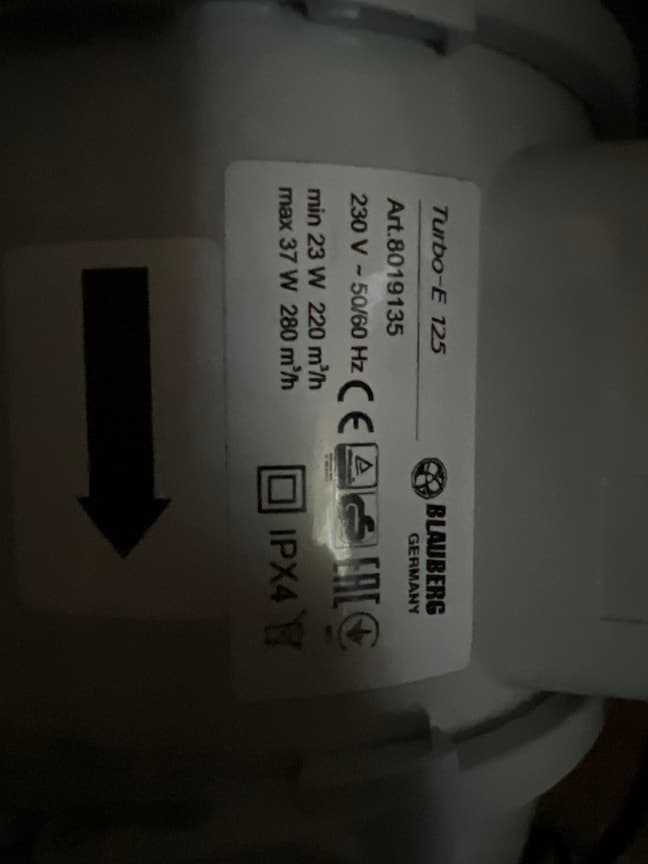 Turbo-E 125
BLAUBERG
GERMANY
Art.8019135
230 V ~ 50/60 Hz
min 23 W 220 m³/h
max 37 W 280 m³/h
CE
EAC
IPX4